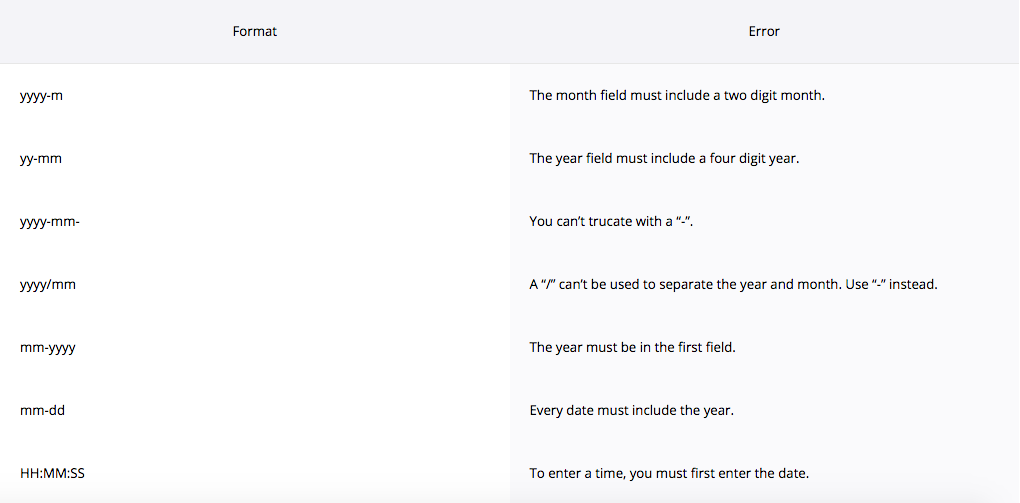 Format Error
yyyy-m The month field must include a two digit month.
yy-mm The year field must include a four digit year.
yyyy-mm- You can’t trucate with a “-”.
yyyy/mm A “/” can’t be used to separate the year and month. Use “-” instead.
mm-yyyy The year must be in the first field.
mm-dd Every date must include the year.
HH:MM:SS To enter a time, you must first enter the date.